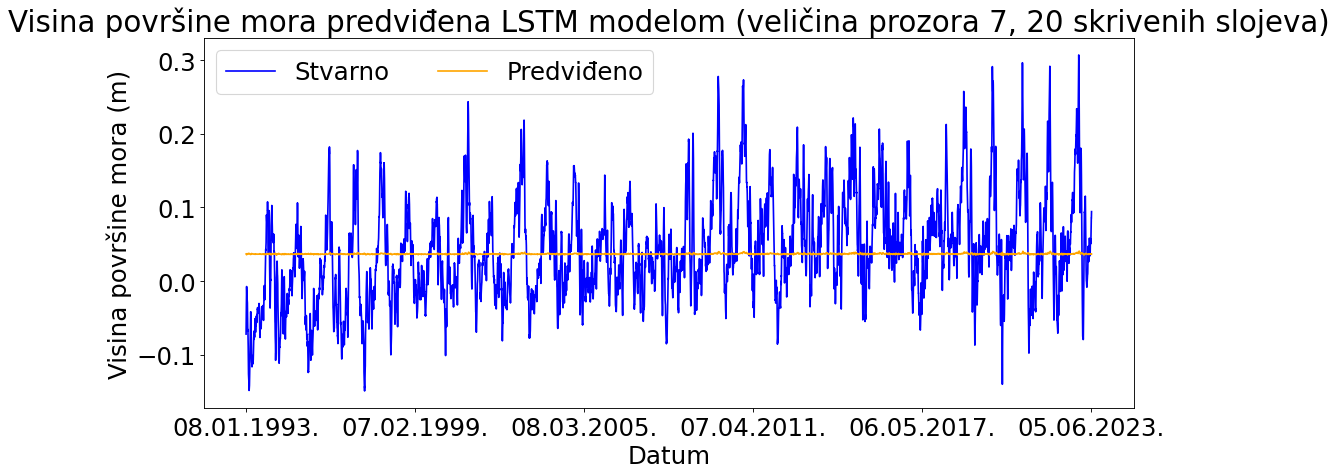 Visina površine mora predviđena LSTM modelom (veličina prozora 7, 20 skrivenih slojeva)
Stvarno Predviđeno
Visina površine mora (m)
0.3
0.2
0.1
0.0
−0.1
08.01.1993. 07.02.1999. 08.03.2005. 07.04.2011. 06.05.2017. 05.06.2023.
Datum